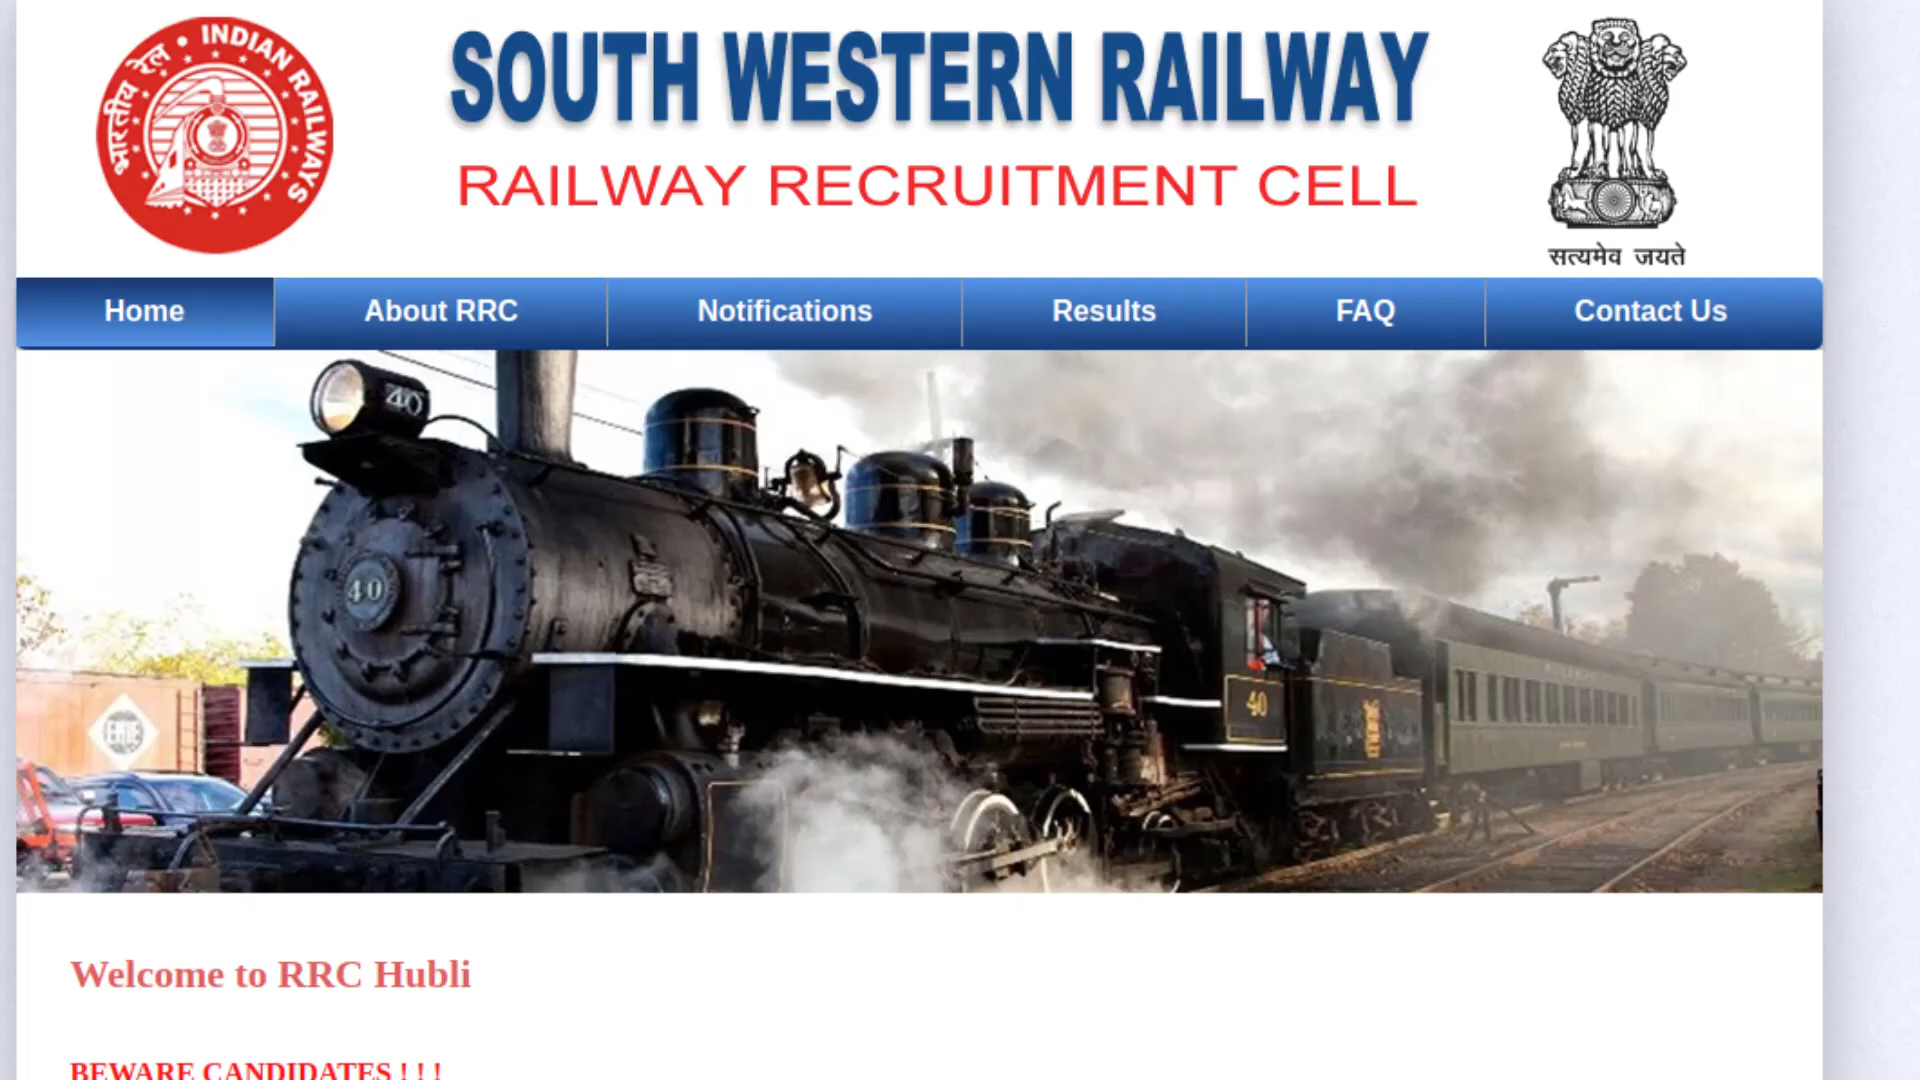 भारतीय रेल • INDIAN RAILWAYS
SOUTH WESTERN RAILWAY
RAILWAY RECRUITMENT CELL
सत्यमेव जयते
Home
About RRC
Notifications
Results
FAQ
Contact Us
40
40
40
ERIE
Welcome to RRC Hubli
BEWARE CANDIDATES ! ! !